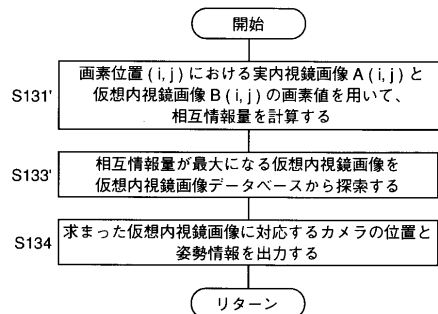 開始
S131'
画素位置 ( i, j ) における実内視鏡画像 A ( i, j ) と
仮想内視鏡画像 B ( i, j ) の画素値を用いて、
相互情報量を計算する
S133'
相互情報量が最大になる仮想内視鏡画像を
仮想内視鏡画像データベースから探索する
S134
求まった仮想内視鏡画像に対応するカメラの位置と
姿勢情報を出力する
リターン